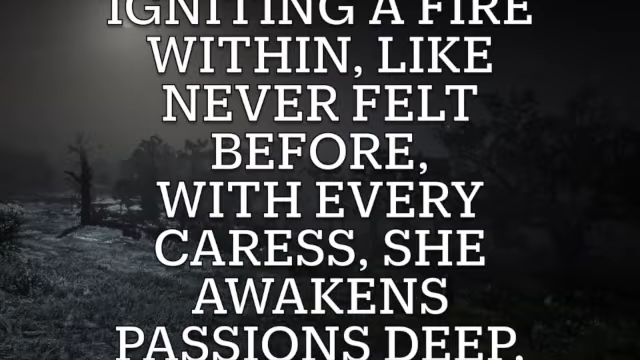 IGNITING A FIRE
WITHIN, LIKE
NEVER FELT
BEFORE,
WITH EVERY
CARESS, SHE
AWAKENS
PASSIONS DEEP.